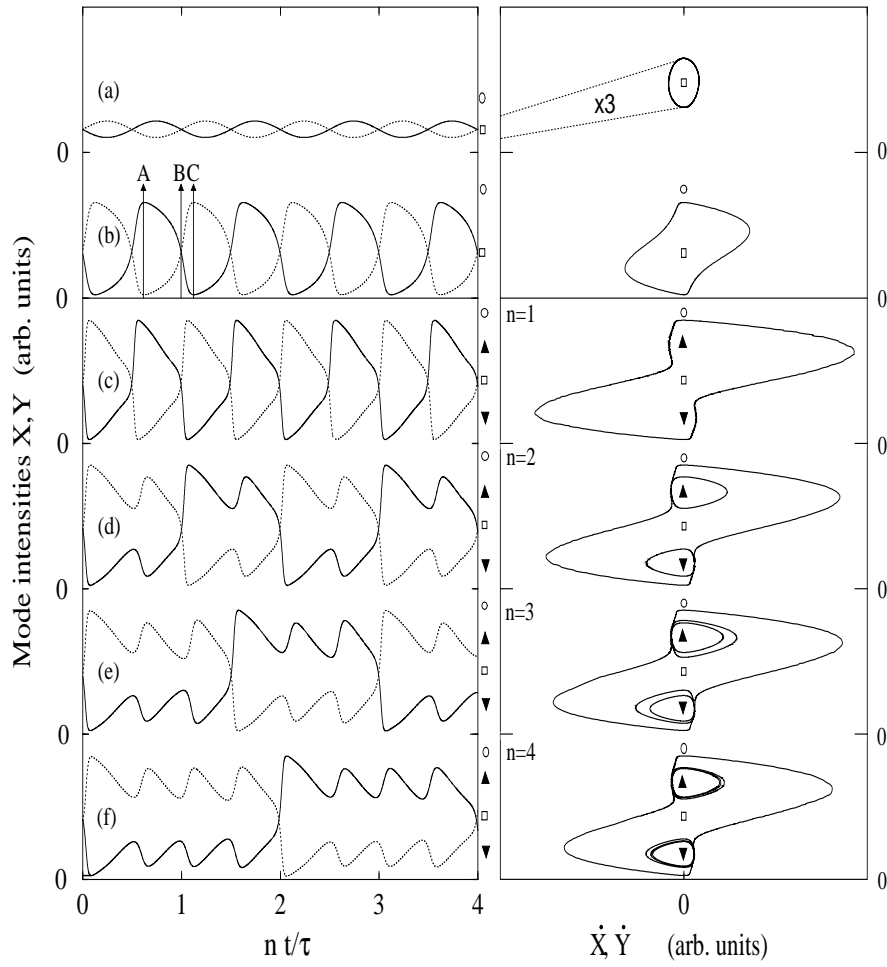 Mode intensities X,Y (arb. units)
(a)
x3
0
A BC
(b)
0
0
(c)
n=1
0
0
(d)
n=2
0
0
(e)
n=3
0
0
(f)
n=4
0
0
0 1 2 3 4
0
n t/τ
Ẋ, Ẏ (arb. units)